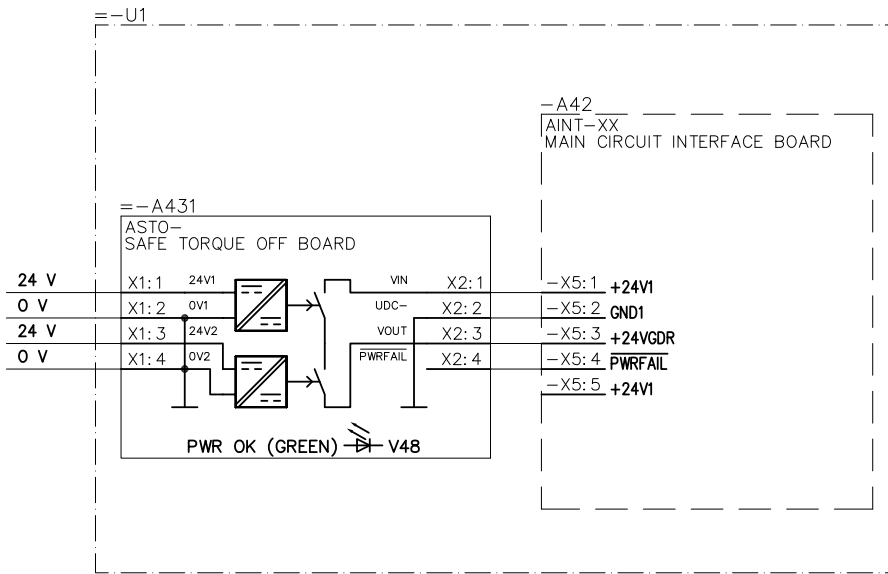 =-U1
-A42
AINT-XX
MAIN CIRCUIT INTERFACE BOARD
=-A431
ASTO-
SAFE TORQUE OFF BOARD
24 V X1:1 24V1 VIN X2:1 -X5:1 +24V1
0 V X1:2 0V1 UDC- X2:2 -X5:2 GND1
24 V X1:3 24V2 VOUT X2:3 -X5:3 +24VGDR
0 V X1:4 0V2 PWRFAIL X2:4 -X5:4 PWRFAIL
-X5:5 +24V1
PWR OK (GREEN) V48